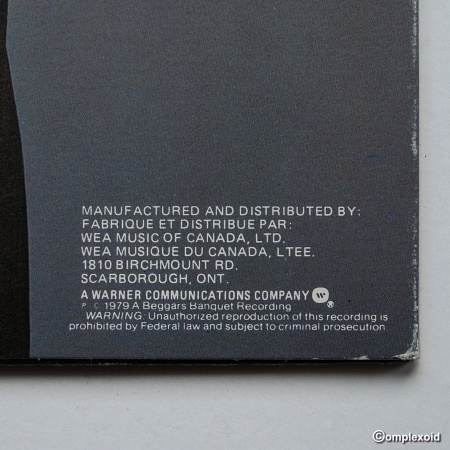 MANUFACTURED AND DISTRIBUTED BY:
FABRIQUE ET DISTRIBUE PAR:
WEA MUSIC OF CANADA, LTD.
WEA MUSIQUE DU CANADA, LTEE.
1810 BIRCHMOUNT RD.
SCARBOROUGH, ONT.
A WARNER COMMUNICATIONS COMPANY ®
P C 1979 A Beggars Banquet Recording
WARNING: Unauthorized reproduction of this recording is
prohibited by Federal law and subject to criminal prosecution.
©omplexoid